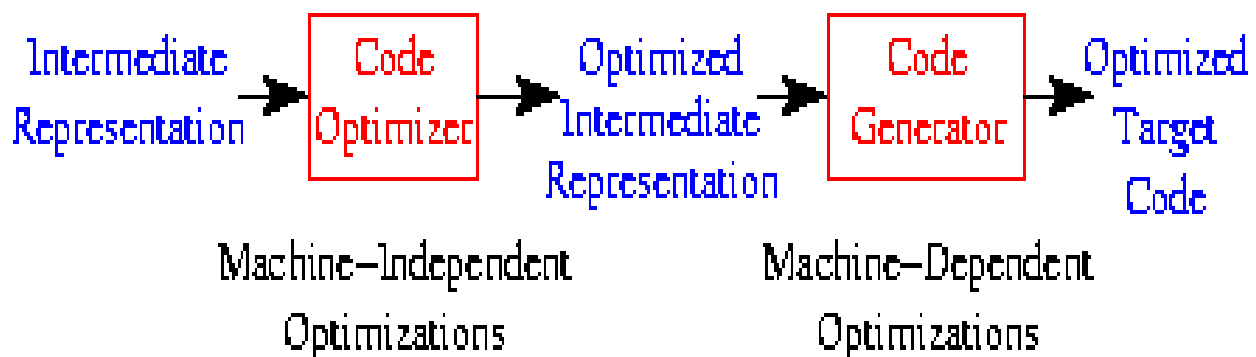 Intermediate
Representation
Code
Optimizer
Optimized
Intermediate
Representation
Code
Generator
Optimized
Target
Code
Machine-Independent
Optimizations
Machine-Dependent
Optimizations